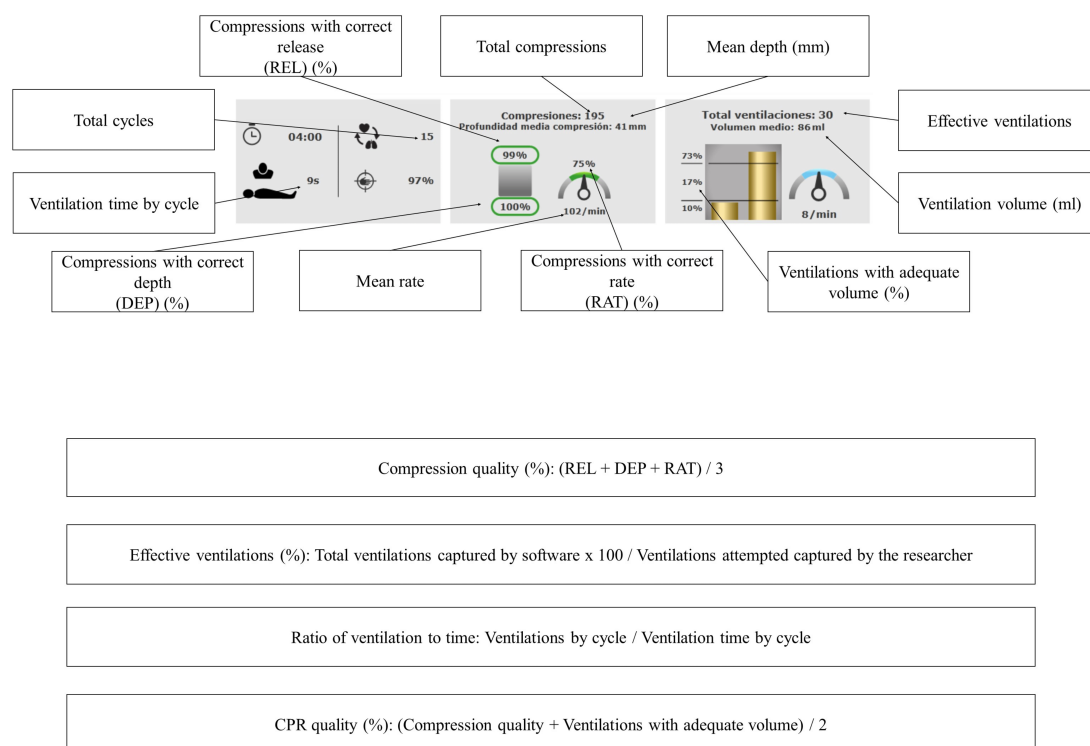 Compressions with correct
release
(REL) (%)
Total compressions
Mean depth (mm)
Total cycles
04:00
15
9s
97%
Compresiones: 195
Profundidad media compresión: 41mm
99%
100%
75%
102/min
Total ventilaciones: 30
Volumen medio: 86ml
73%
17%
10%
8/min
Effective ventilations
Ventilation time by cycle
Ventilation volume (ml)
Compressions with correct
depth
(DEP) (%)
Mean rate
Compressions with correct
rate
(RAT) (%)
Ventilations with adequate
volume (%)
Compression quality (%): (REL + DEP + RAT) / 3
Effective ventilations (%): Total ventilations captured by software x 100 / Ventilations attempted captured by the researcher
Ratio of ventilation to time: Ventilations by cycle / Ventilation time by cycle
CPR quality (%): (Compression quality + Ventilations with adequate volume) / 2